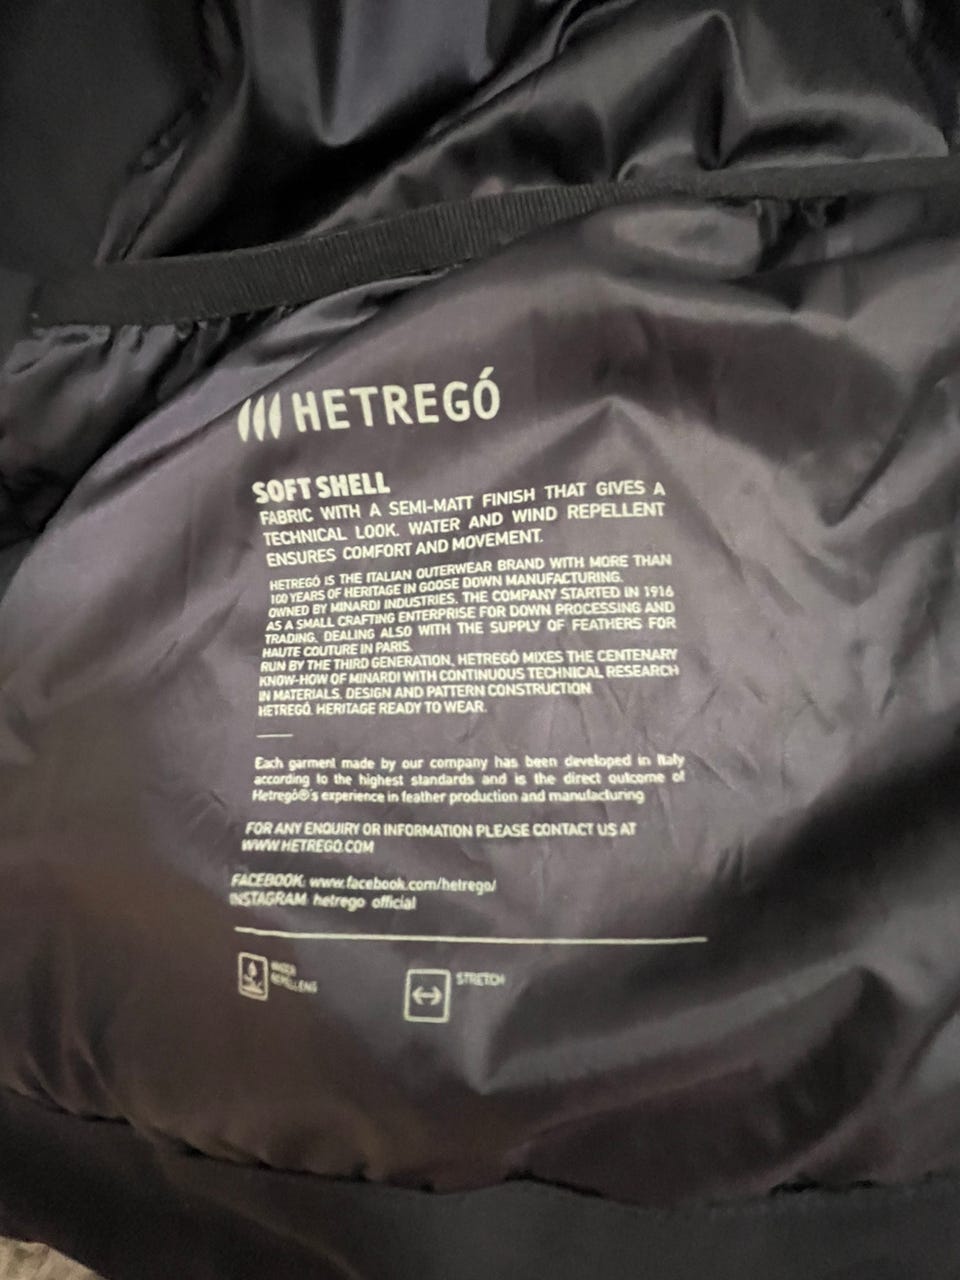 HETREGÓ
SOFT SHELL
FABRIC WITH A SEMI-MATT FINISH THAT GIVES A
TECHNICAL LOOK. WATER AND WIND REPELLENT
ENSURES COMFORT AND MOVEMENT.
HETREGÓ IS THE ITALIAN OUTERWEAR BRAND WITH MORE THAN
100 YEARS OF HERITAGE IN GOOSE DOWN MANUFACTURING.
OWNED BY MINARDI INDUSTRIES. THE COMPANY STARTED IN 1916
AS A SMALL CRAFTING ENTERPRISE FOR DOWN PROCESSING AND
TRADING, DEALING ALSO WITH THE SUPPLY OF FEATHERS FOR
HAUTE COUTURE IN PARIS.
RUN BY THE THIRD GENERATION, HETREGÓ MIXES THE CENTENARY
KNOW-HOW OF MINARDI WITH CONTINUOUS TECHNICAL RESEARCH
IN MATERIALS, DESIGN AND PATTERN CONSTRUCTION
HETREGÓ. HERITAGE READY TO WEAR.
Each garment made by our company has been developed in Italy
according to the highest standards and is the direct outcome of
Hetregò®'s experience in feather production and manufacturing
FOR ANY ENQUIRY OR INFORMATION PLEASE CONTACT US AT
WWW.HETREGO.COM
FACEBOOK: www.facebook.com/hetrego/
INSTAGRAM: hetrego official
WATER
STRETCH